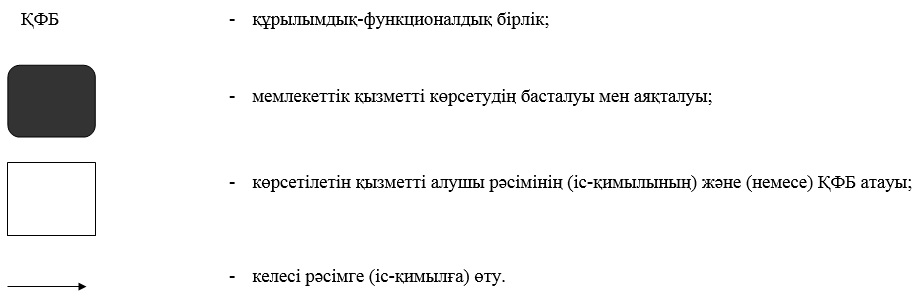 ҚФБ - құрылымдық-функционалдық бірлік;
- мемлекеттік қызметті көрсетудің басталуы мен аяқталуы;
- көрсетілетін қызметті алушы рәсімінің (іс-қимылының) және (немесе) ҚФБ атауы;
- келесі рәсімге (іс-қимылға) өту.